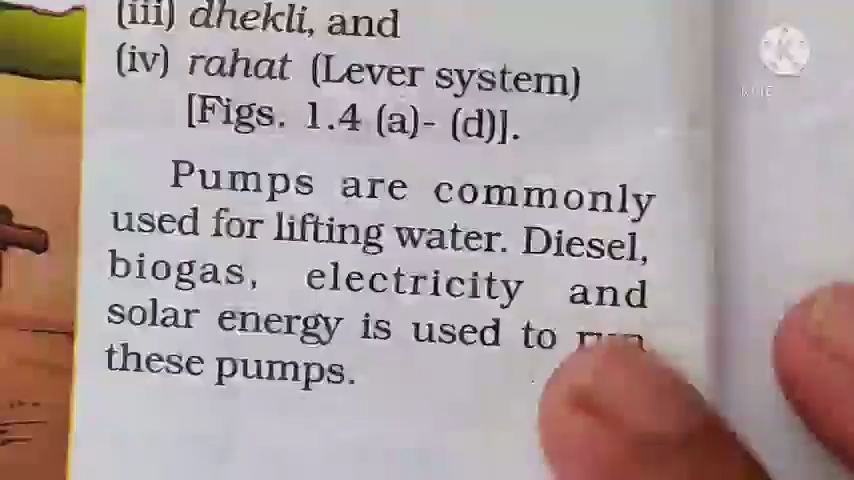 (iii) dhekli, and
(iv) rahat (Lever system)
[Figs. 1.4 (a)- (d)].
Pumps are commonly
used for lifting water. Diesel,
biogas, electricity and
solar energy is used to run
these pumps.
K